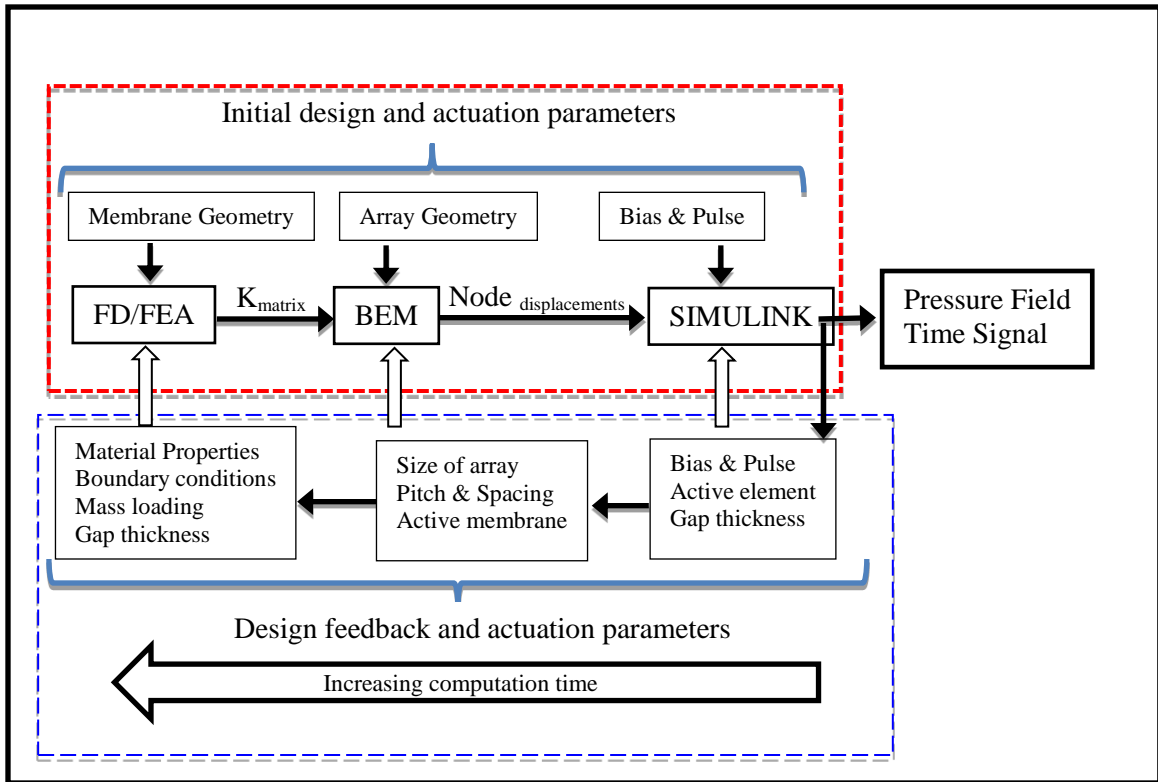 Initial design and actuation parameters
Membrane Geometry
Array Geometry
Bias & Pulse
FD/FEA
Kmatrix
BEM
Node displacements
SIMULINK
Pressure Field
Time Signal
Material Properties
Boundary conditions
Mass loading
Gap thickness
Size of array
Pitch & Spacing
Active membrane
Bias & Pulse
Active element
Gap thickness
Design feedback and actuation parameters
Increasing computation time